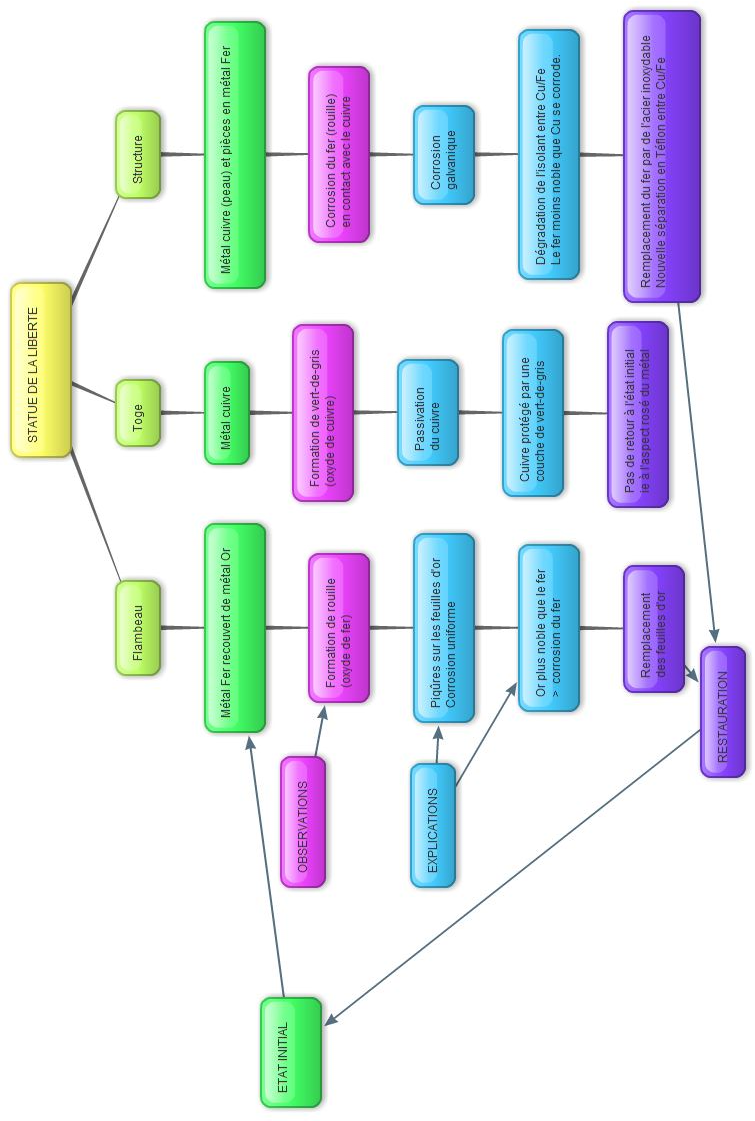 STATUE DE LA LIBERTE
Flambeau
Toge
Structure
Métal Fer recouvert de métal Or
Métal cuivre
Métal cuivre (peau) et pièces en métal Fer
ETAT INITIAL
OBSERVATIONS
Formation de rouille
(oxyde de fer)
Formation de vert-de-gris
(oxyde de cuivre)
Corrosion du fer (rouille)
en contact avec le cuivre
EXPLICATIONS
Piqûres sur les feuilles d'or
Corrosion uniforme
Passivation
du cuivre
Corrosion
galvanique
Or plus noble que le fer
> corrosion du fer
Cuivre protégé par une
couche de vert-de-gris
Dégradation de l'isolant entre Cu/Fe
Le fer moins noble que Cu se corrode.
Remplacement
des feuilles d'or
Pas de retour à l'état initial
ie à l'aspect rosé du métal
Remplacement du fer par de l'acier inoxydable
Nouvelle séparation en Téflon entre Cu/Fe
RESTAURATION